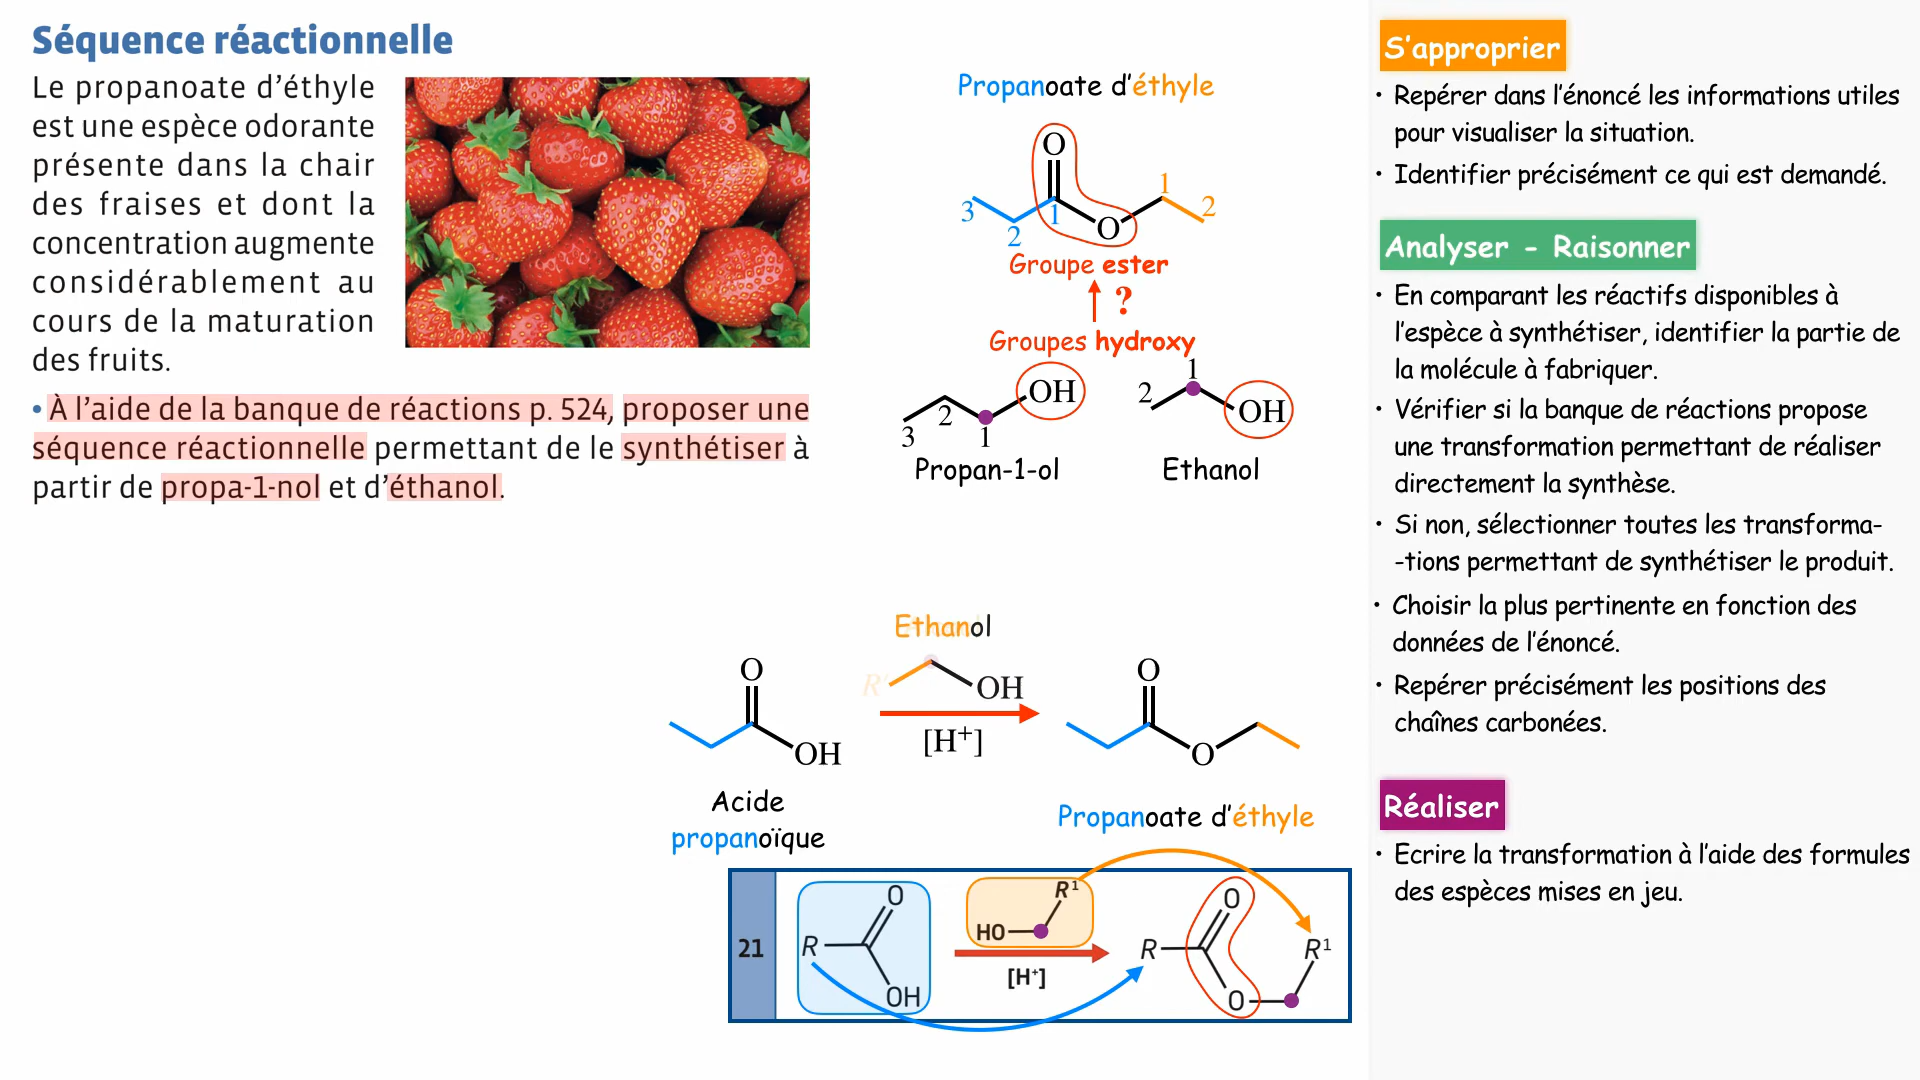 Séquence réactionnelle
Le propanoate d’éthyle
est une espèce odorante
présente dans la chair
des fraises et dont la
concentration augmente
considérablement au
cours de la maturation
des fruits.
• À l’aide de la banque de réactions p. 524, proposer une
séquence réactionnelle permettant de le synthétiser à
partir de propa-1-nol et d’éthanol.
Propanoate d’éthyle
O
3 2 1 O 1 2
Groupe ester
?
Groupes hydroxy
3 2 1 OH
2 1 OH
Propan-1-ol
Ethanol
Ethanol
O
OH
R'
OH
[H+]
O
O
Acide
propanoïque
Propanoate d’éthyle
21
R
O
OH
HO
R¹
[H⁺]
R
O
O
R¹
S’approprier
• Repérer dans l’énoncé les informations utiles
pour visualiser la situation.
• Identifier précisément ce qui est demandé.
Analyser - Raisonner
• En comparant les réactifs disponibles à
l’espèce à synthétiser, identifier la partie de
la molécule à fabriquer.
• Vérifier si la banque de réactions propose
une transformation permettant de réaliser
directement la synthèse.
• Si non, sélectionner toutes les transforma-
-tions permettant de synthétiser le produit.
• Choisir la plus pertinente en fonction des
données de l’énoncé.
• Repérer précisément les positions des
chaînes carbonées.
Réaliser
• Ecrire la transformation à l’aide des formules
des espèces mises en jeu.